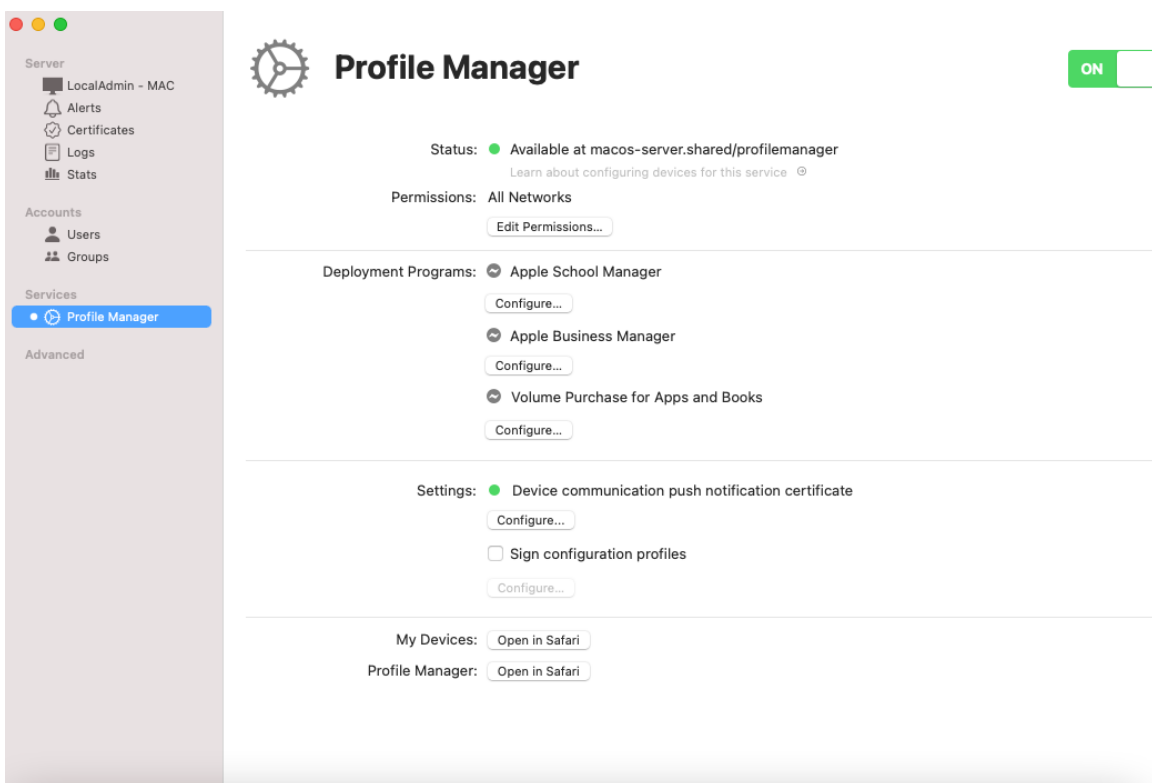 Profile Manager
ON
Server
LocalAdmin - MAC
Alerts
Certificates
Logs
Stats
Accounts
Users
Groups
Services
Profile Manager
Advanced
Status: Available at macos-server.shared/profilemanager
Learn about configuring devices for this service
Permissions: All Networks
Edit Permissions...
Deployment Programs: Apple School Manager
Configure...
Apple Business Manager
Configure...
Volume Purchase for Apps and Books
Configure...
Settings: Device communication push notification certificate
Configure...
Sign configuration profiles
Configure...
My Devices: Open in Safari
Profile Manager: Open in Safari